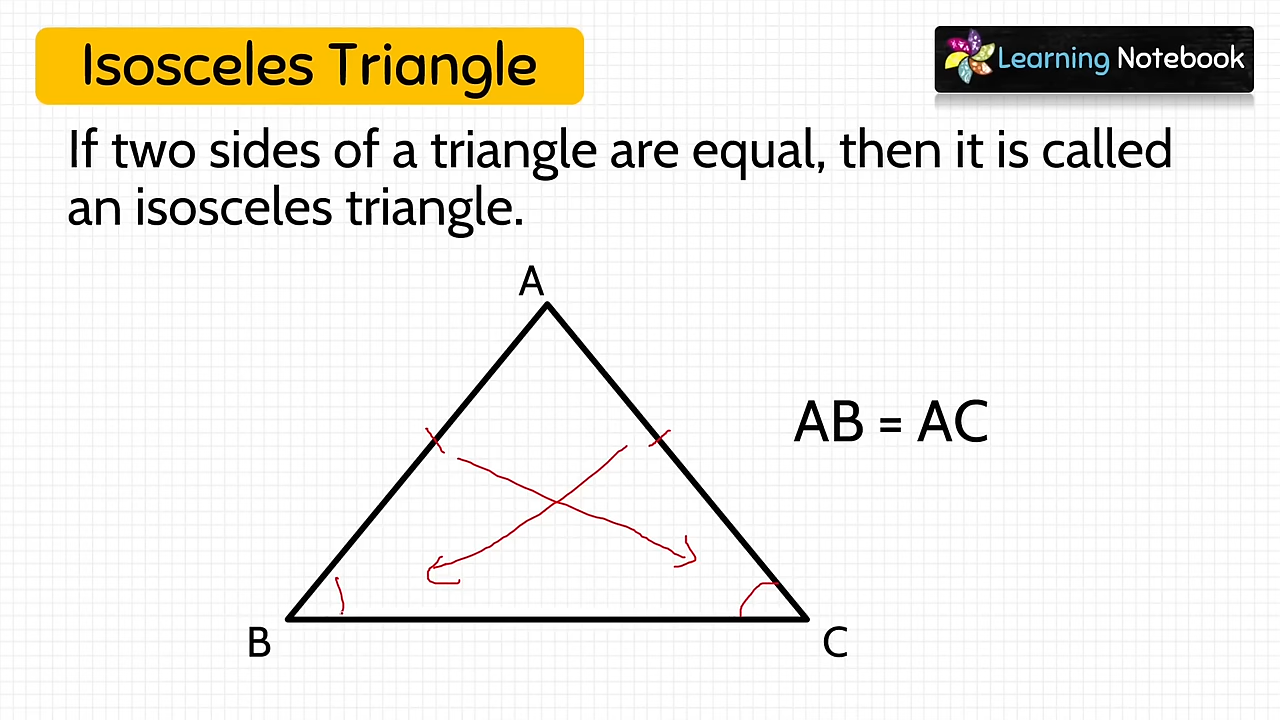 Isosceles Triangle
Learning Notebook
If two sides of a triangle are equal, then it is called
an isosceles triangle.
A
AB = AC
B
C